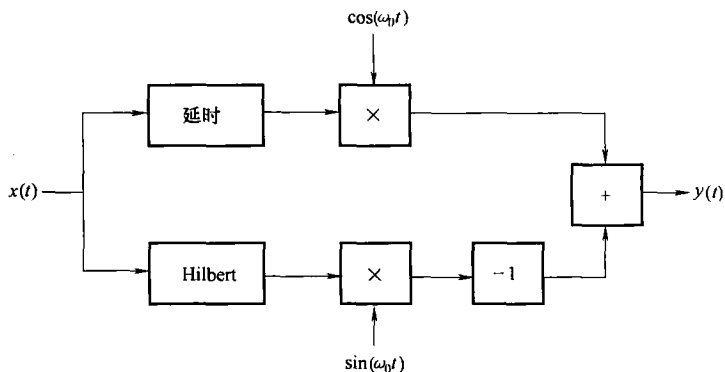 cos(ω₀t)
延时
×
x(t)
+
y(t)
Hilbert
×
−1
sin(ω₀t)